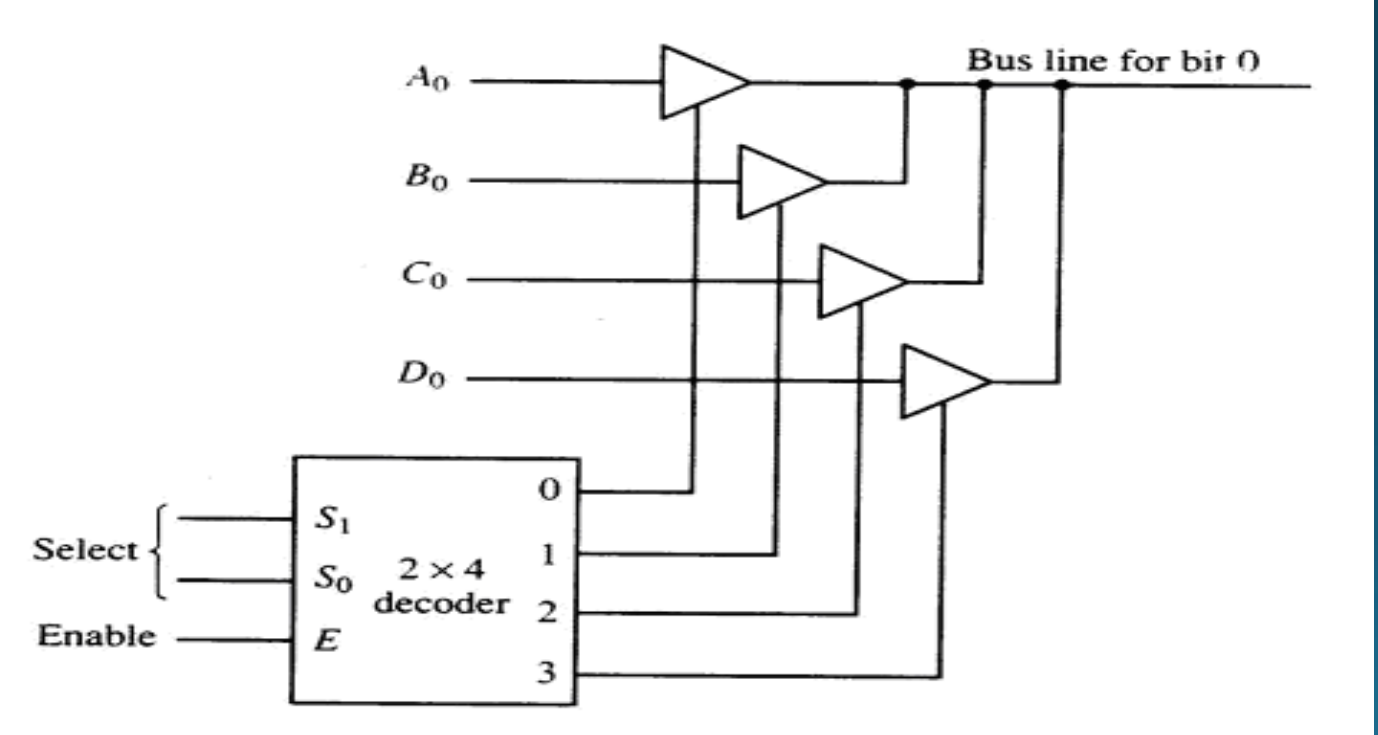 Bus line for bit 0
A0
B0
C0
D0
0
S1
Select
1
S0
2 × 4
decoder
2
Enable
E
3